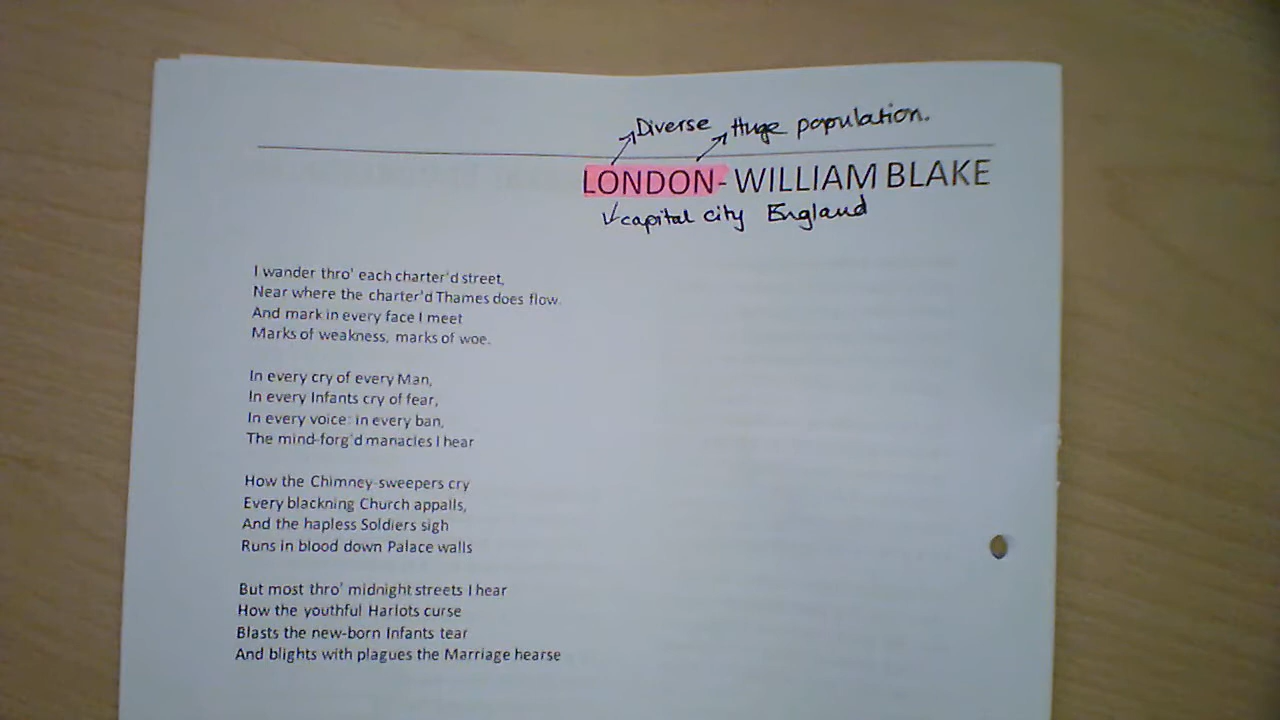 Diverse Huge population.
LONDON- WILLIAM BLAKE
capital city England
I wander thro' each charter'd street,
Near where the charter'd Thames does flow.
And mark in every face I meet
Marks of weakness, marks of woe.
In every cry of every Man,
In every Infants cry of fear,
In every voice: in every ban,
The mind-forg'd manacles I hear
How the Chimney-sweepers cry
Every blackning Church appalls,
And the hapless Soldiers sigh
Runs in blood down Palace walls
But most thro' midnight streets I hear
How the youthful Harlots curse
Blasts the new-born Infants tear
And blights with plagues the Marriage hearse